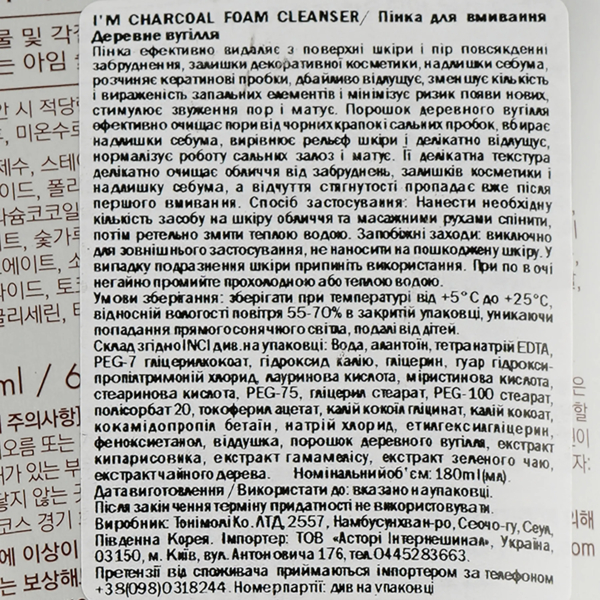 I'M CHARCOAL FOAM CLEANSER/ Пінка для вмивання
Деревне вугілля
Пінка ефективно видаляє з поверхні шкіри і пір повсякденні
забруднення, залишки декоративної косметики, надлишки себума,
розчиняє кератинові пробки, дбайливо відлущує, зменшує кількість
і вираженість запальних елементів і мінімізує ризик появи нових,
стимулює звуження пор і матує. Порошок деревного вугілля
ефективно очищає пори від чорних крапок і сальних пробок, вбирає
надлишки себума, вирівнює рельєф шкіри і делікатно відлущує,
нормалізує роботу сальних залоз і матує. Її делікатна текстура
делікатно очищає обличчя від забруднень, залишків косметики і
надлишку себума, а відчуття стягнутості пропадає вже після
першого вмивання. Спосіб застосування: Нанести необхідну
кількість засобу на шкіру обличчя та масажними рухами спінити,
потім ретельно змити теплою водою. Запобіжні заходи: виключно
для зовнішнього застосування, не наносити на пошкоджену шкіру. У
випадку подразнення шкіри припиніть використання. При по в очі
негайно промийте прохолодною або теплою водою.
Умови зберігання: зберігати при температурі від +5°C до +25°C,
відносній вологості повітря 55-70% в закритій упаковці, уникаючи
попадання прямого сонячного світла, подалі від дітей.
Склад згідно INCI див. на упаковці: Вода, алантоїн, тетранатрій EDTA,
PEG-7 гліцерилкокоат, гідроксид калію, гліцерин, гуар гідрокси-
пропілтримоній хлорид, лауринова кислота, міристинова кислота,
стеаринова кислота, PEG-75, гліцерил стеарат, PEG-100 стеарат,
полісорбат 20, токоферил ацетат, калій кокоїл гліцинат, калій кокоат,
кокамідопропіл бетаїн, натрій хлорид, етилгексилгліцерин,
феноксиетанол, віддушка, порошок деревного вугілля, екстракт
кипарисовика, екстракт гамамелісу, екстракт зеленого чаю,
екстракт чайного дерева. Номінальний об'єм: 180ml(мл).
Дата виготовлення / Використати до: вказано на упаковці.
Після закінчення терміну придатності не використовувати.
Виробник: Тонімолі Ко. ЛТД, 2557, Намбусунхван-ро, Сеочо-гу, Сеул,
Південна Корея. Імпортер: ТОВ «Асторі Інтернешинал», Україна,
03150, м. Київ, вул. Антоновича 176, тел. 0445283663.
Претензії від споживача приймаються імпортером за телефоном
+38(098)0318244. Номер партії: див на упаковці